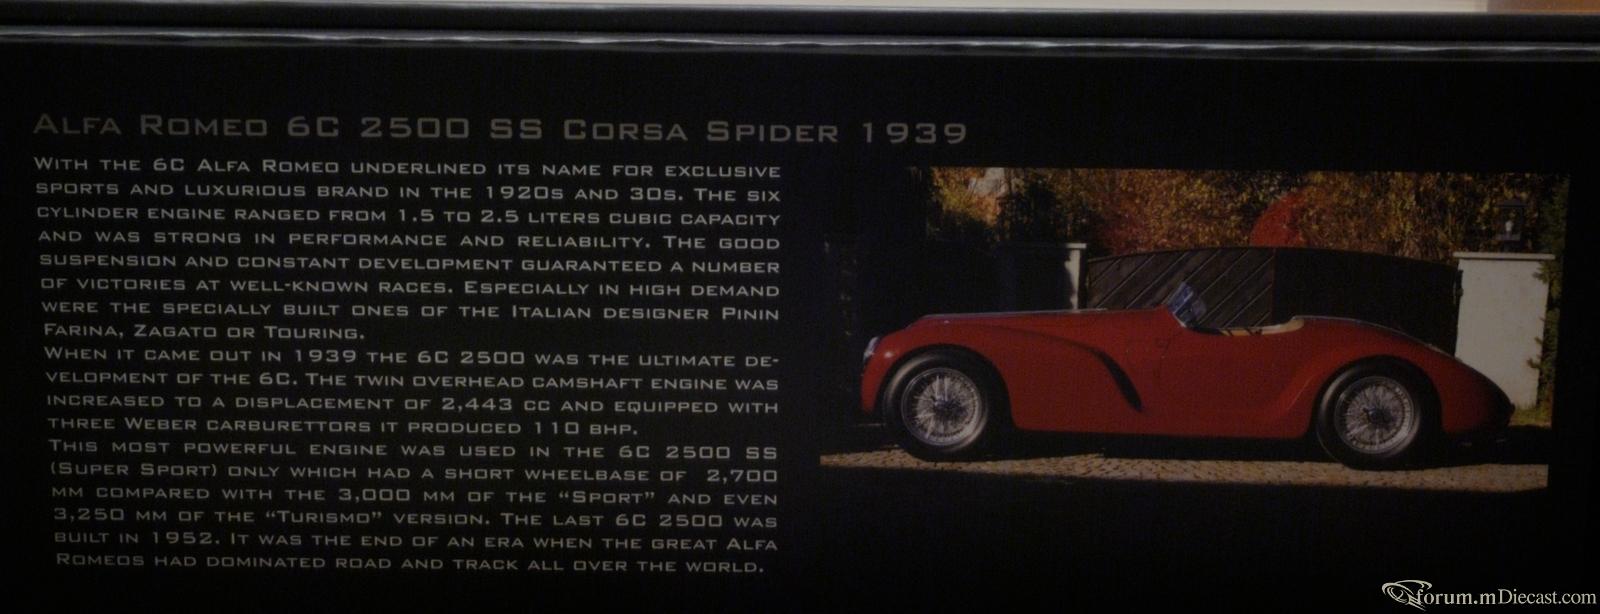 ALFA ROMEO 6C 2500 SS CORSA SPIDER 1939
WITH THE 6C ALFA ROMEO UNDERLINED ITS NAME FOR EXCLUSIVE
SPORTS AND LUXURIOUS BRAND IN THE 1920S AND 30S. THE SIX
CYLINDER ENGINE RANGED FROM 1.5 TO 2.5 LITERS CUBIC CAPACITY
AND WAS STRONG IN PERFORMANCE AND RELIABILITY. THE GOOD
SUSPENSION AND CONSTANT DEVELOPMENT GUARANTEED A NUMBER
OF VICTORIES AT WELL-KNOWN RACES. ESPECIALLY IN HIGH DEMAND
WERE THE SPECIALLY BUILT ONES OF THE ITALIAN DESIGNER PININ
FARINA, ZAGATO OR TOURING.
WHEN IT CAME OUT IN 1939 THE 6C 2500 WAS THE ULTIMATE DE-
VELOPMENT OF THE 6C. THE TWIN OVERHEAD CAMSHAFT ENGINE WAS
INCREASED TO A DISPLACEMENT OF 2,443 CC AND EQUIPPED WITH
THREE WEBER CARBURETTORS IT PRODUCED 110 BHP.
THIS MOST POWERFUL ENGINE WAS USED IN THE 6C 2500 SS
(SUPER SPORT) ONLY WHICH HAD A SHORT WHEELBASE OF 2,700
MM COMPARED WITH THE 3,000 MM OF THE “SPORT” AND EVEN
3,250 MM OF THE “TURISMO” VERSION. THE LAST 6C 2500 WAS
BUILT IN 1952. IT WAS THE END OF AN ERA WHEN THE GREAT ALFA
ROMEOS HAD DOMINATED ROAD AND TRACK ALL OVER THE WORLD.
forum.mDiecast.com